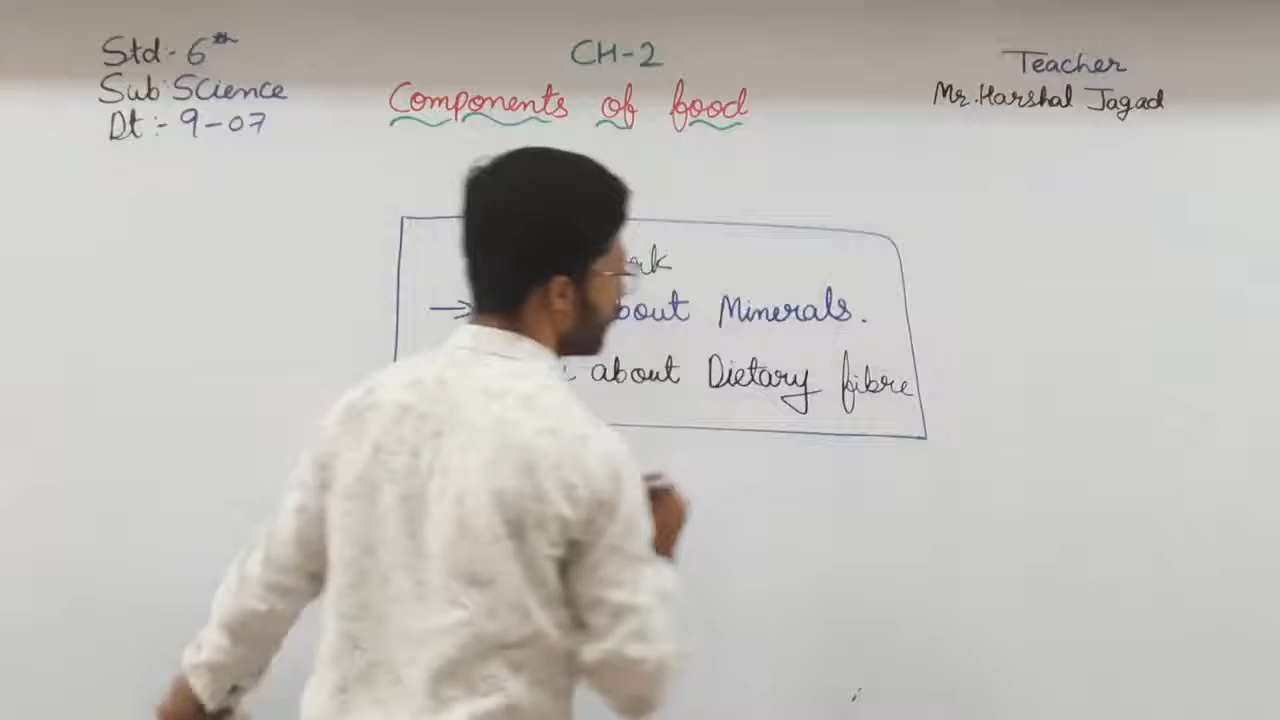 Std:- 6th
Sub: Science
Dt:- 9-07
CH-2
Components of food
Teacher
Mr. Harshal Jagad
→ bout Minerals.
about Dietary fibre